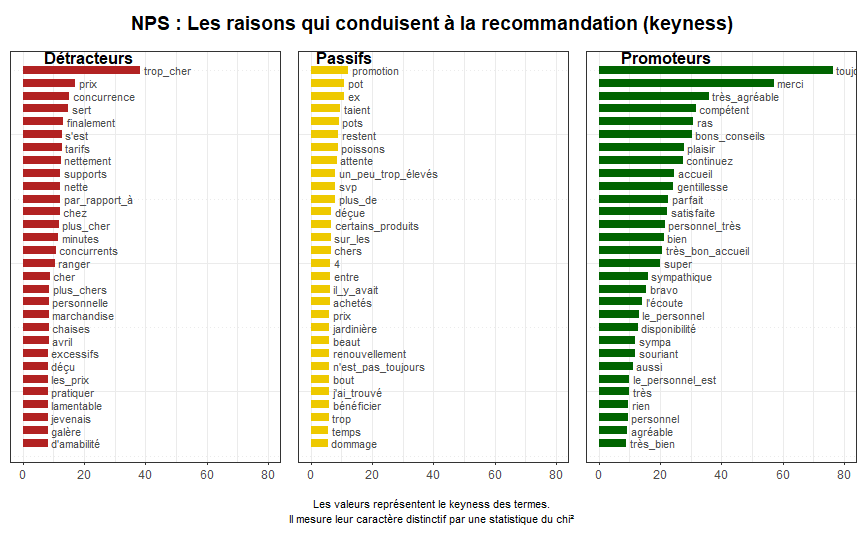 NPS : Les raisons qui conduisent à la recommandation (keyness)
Détracteurs
trop_cher
prix
concurrence
sert
finalement
s'est
tarifs
nettement
supports
nette
par_rapport_à
chez
plus_cher
minutes
concurrents
ranger
cher
plus_chers
personnelle
marchandise
chaises
avril
excessifs
déçu
les_prix
pratiquer
lamentable
jevenais
galère
d'amabilité
0 20 40 60 80
Passifs
promotion
pot
ex
taient
pots
restent
poissons
attente
un_peu_trop_élevés
svp
plus_de
déçue
certains_produits
sur_les
chers
4
entre
il_y_avait
achetés
prix
jardinière
beaut
renouvellement
n'est_pas_toujours
bout
j'ai_trouvé
bénéficier
trop
temps
dommage
0 20 40 60 80
Promoteurs
toujo
merci
très_agréable
compétent
ras
bons_conseils
plaisir
continuez
accueil
gentillesse
parfait
satisfaite
personnel_très
bien
très_bon_accueil
super
sympathique
bravo
l'écoute
le_personnel
disponibilité
sympa
souriant
aussi
le_personnel_est
très
rien
personnel
agréable
très_bien
0 20 40 60 80
Les valeurs représentent le keyness des termes.
Il mesure leur caractère distinctif par une statistique du chi²